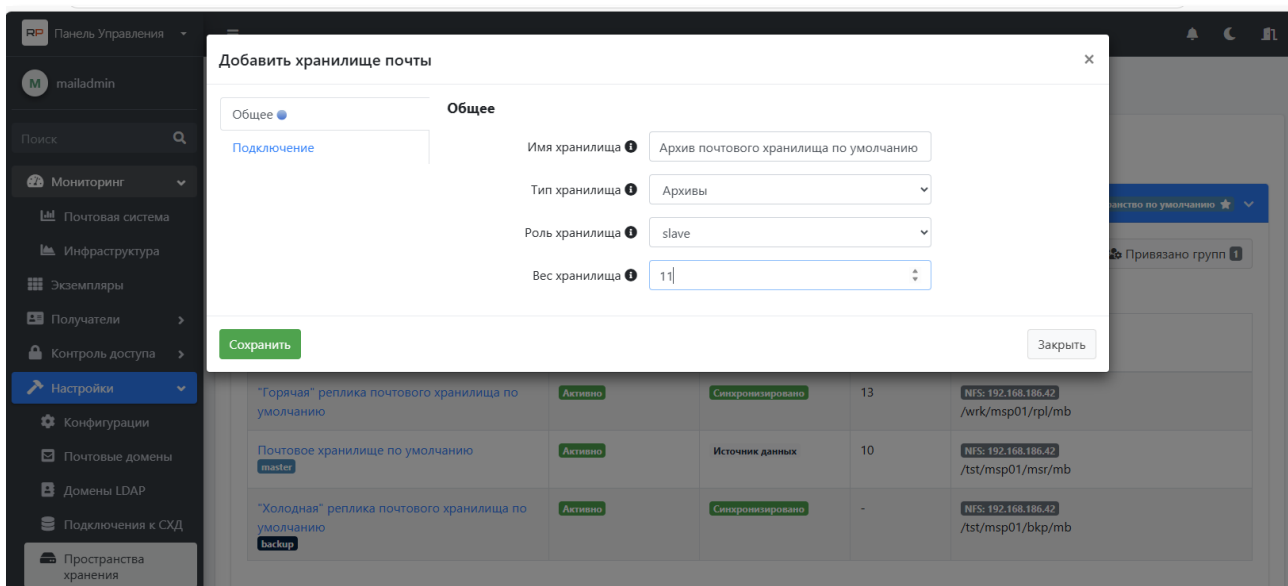 RP Панель Управления
M mailadmin
Поиск
Мониторинг
Почтовая система
Инфраструктура
Экземпляры
Получатели
Контроль доступа
Настройки
Конфигурации
Почтовые домены
Домены LDAP
Подключения к СХД
Пространства
хранения
Добавить хранилище почты ×
Общее
Подключение
Общее
Имя хранилища Архив почтового хранилища по умолчанию
Тип хранилища Архивы
Роль хранилища slave
Вес хранилища 11
Сохранить Закрыть
по умолчанию
Привязано групп 1
"Горячая" реплика почтового хранилища по
умолчанию
Активно Синхронизировано 13 NFS: 192.168.186.42
/wrk/msp01/rpl/mb
Почтовое хранилище по умолчанию
master
Активно Источник данных 10 NFS: 192.168.186.42
/tst/msp01/msr/mb
"Холодная" реплика почтового хранилища по
умолчанию
backup
Активно Синхронизировано - NFS: 192.168.186.42
/tst/msp01/bkp/mb